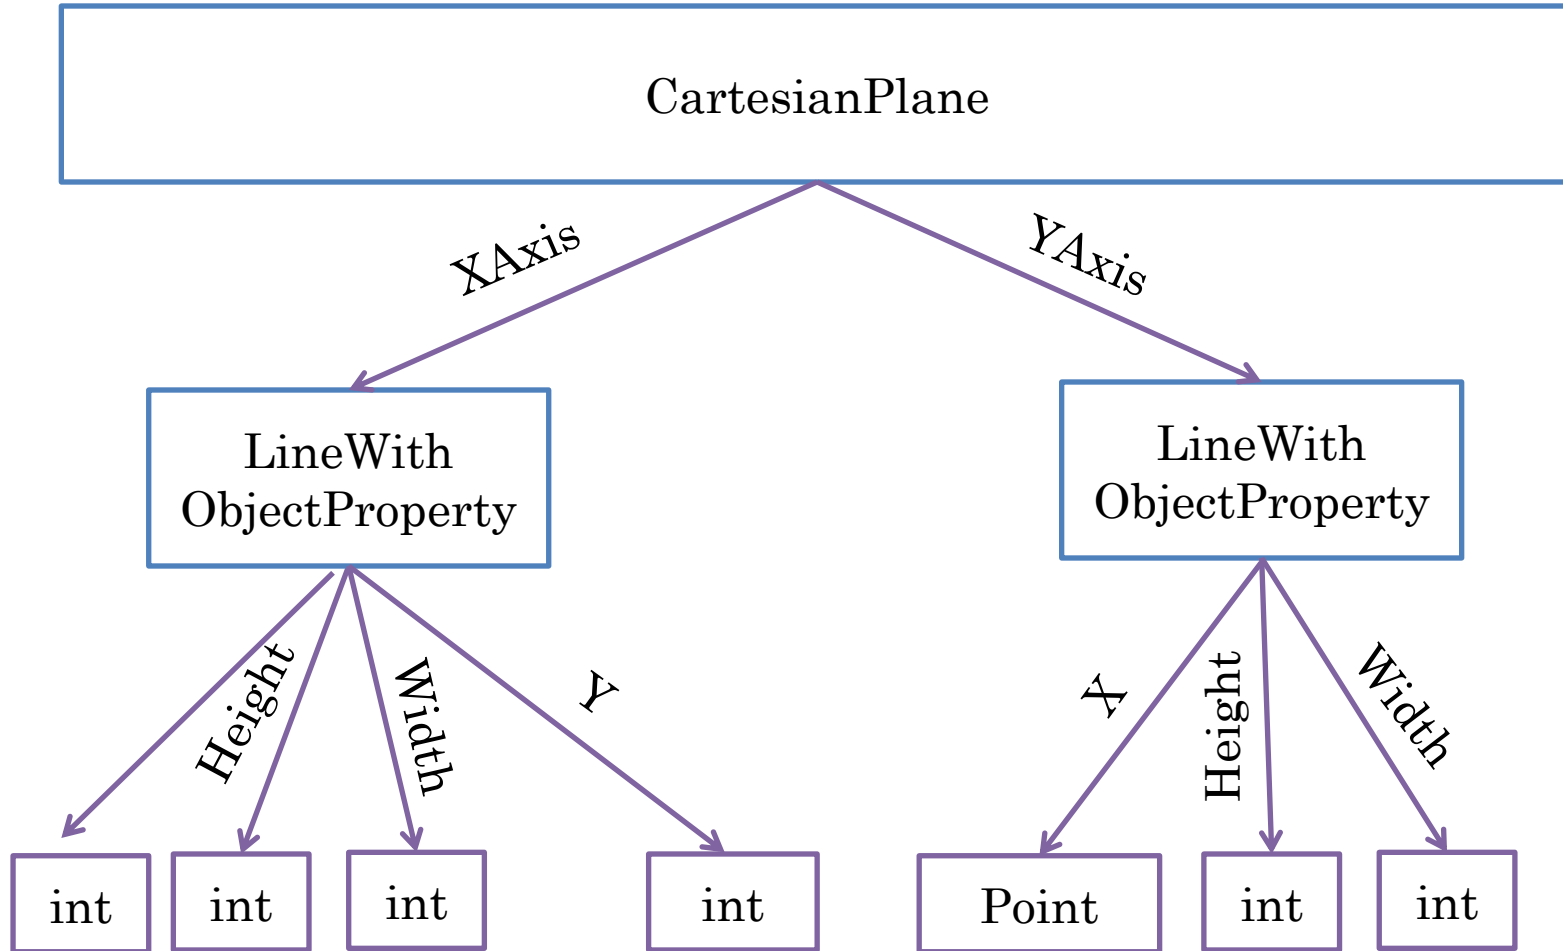 CartesianPlane
XAxis
YAxis
LineWith
ObjectProperty
LineWith
ObjectProperty
Height
Width
Y
X
Height
Width
int
int
int
int
Point
int
int